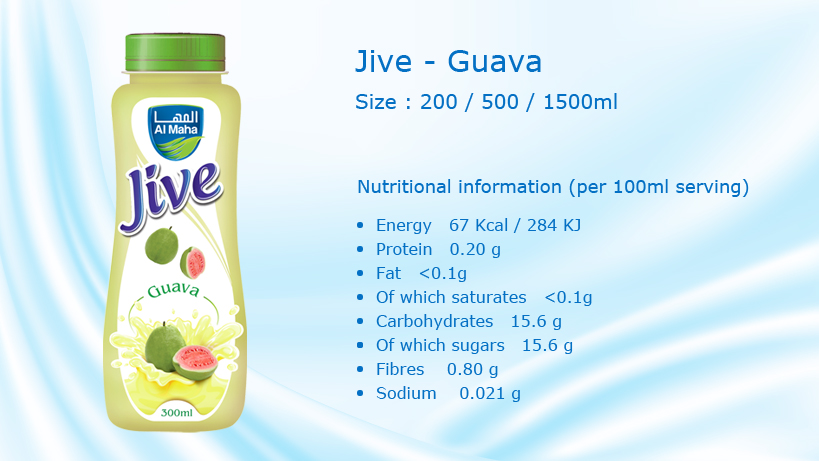 المها
Al Maha
Jive
Guava
300ml
Jive - Guava
Size : 200 / 500 / 1500ml
Nutritional information (per 100ml serving)
• Energy 67 Kcal / 284 KJ
• Protein 0.20 g
• Fat <0.1g
• Of which saturates <0.1g
• Carbohydrates 15.6 g
• Of which sugars 15.6 g
• Fibres 0.80 g
• Sodium 0.021 g